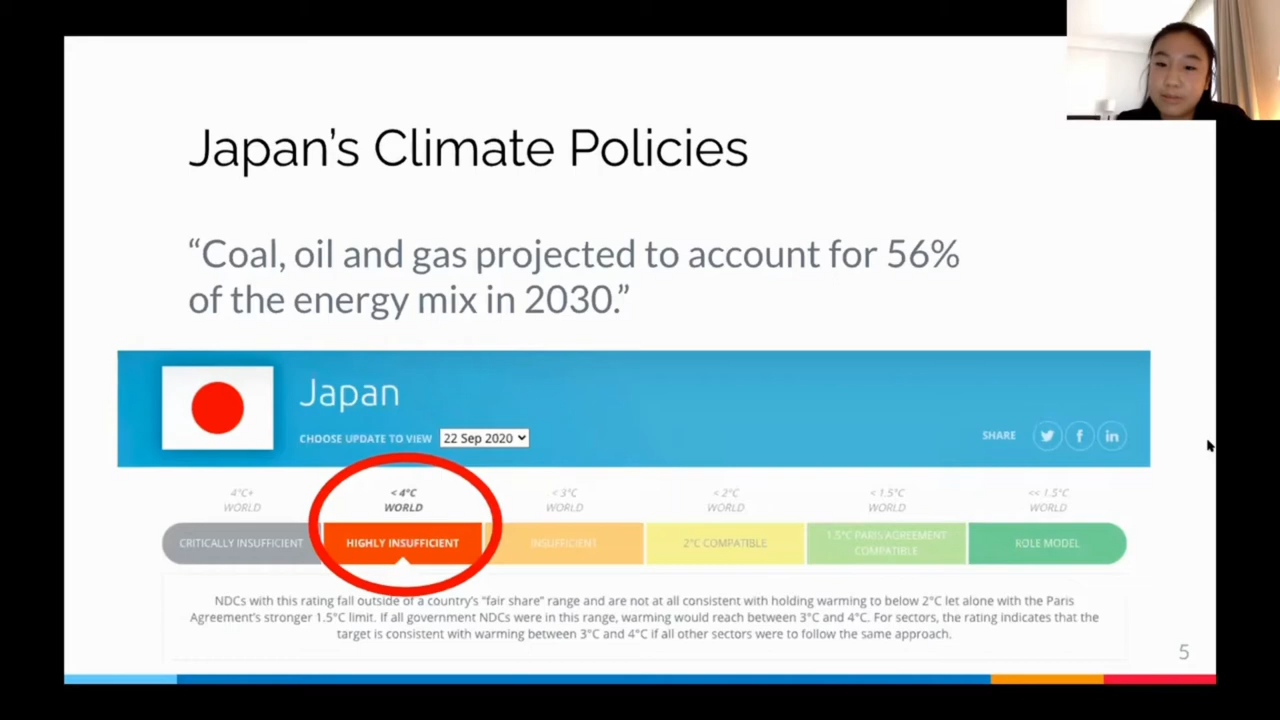 Japan’s Climate Policies
“Coal, oil and gas projected to account for 56%
of the energy mix in 2030.”
Japan
CHOOSE UPDATE TO VIEW 22 Sep 2020
SHARE
4°C+ WORLD
< 4°C WORLD
< 3°C WORLD
< 2°C WORLD
< 1.5°C WORLD
<< 1.5°C WORLD
CRITICALLY INSUFFICIENT
HIGHLY INSUFFICIENT
INSUFFICIENT
2°C COMPATIBLE
1.5°C PARIS AGREEMENT COMPATIBLE
ROLE MODEL
NDCs with this rating fall outside of a country’s “fair share” range and are not at all consistent with holding warming to below 2°C let alone with the Paris
Agreement’s stronger 1.5°C limit. If all government NDCs were in this range, warming would reach between 3°C and 4°C. For sectors, the rating indicates that the
target is consistent with warming between 3°C and 4°C if all other sectors were to follow the same approach.
5